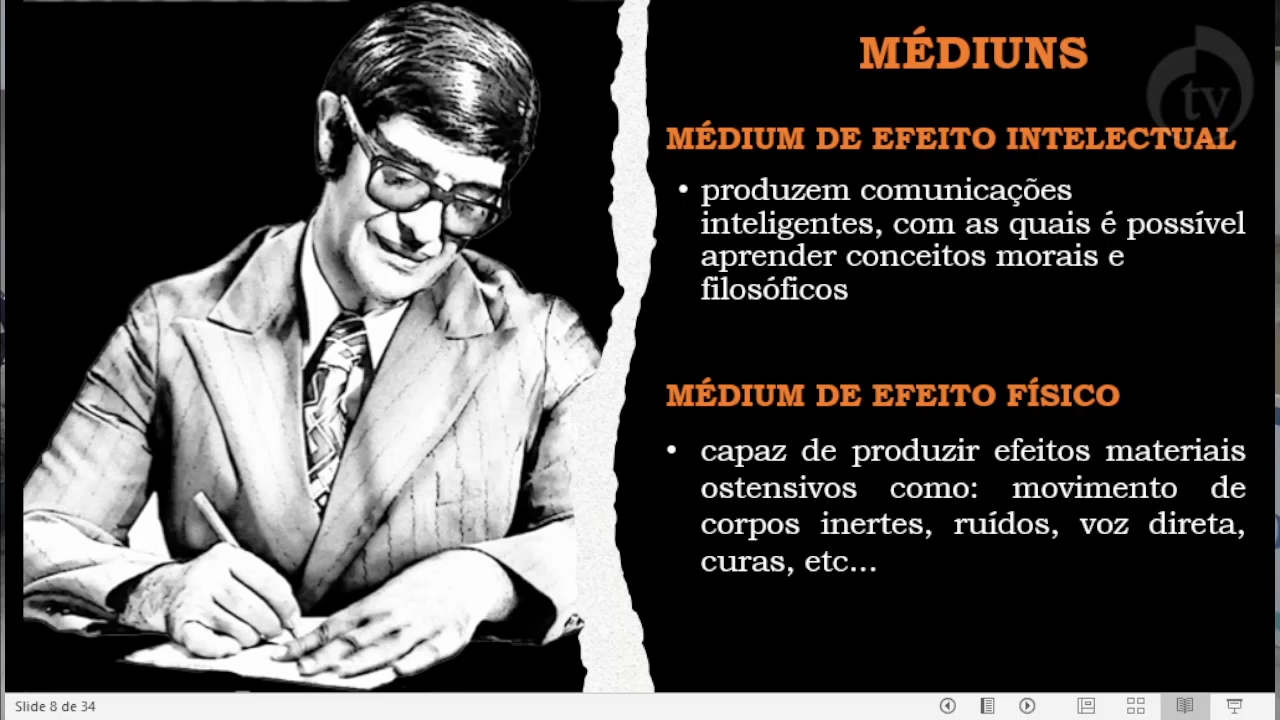 MÉDIUNS
tv
MÉDIUM DE EFEITO INTELECTUAL
• produzem comunicações
inteligentes, com as quais é possível
aprender conceitos morais e
filosóficos
MÉDIUM DE EFEITO FÍSICO
• capaz de produzir efeitos materiais
ostensivos como: movimento de
corpos inertes, ruídos, voz direta,
curas, etc...
Slide 8 de 34